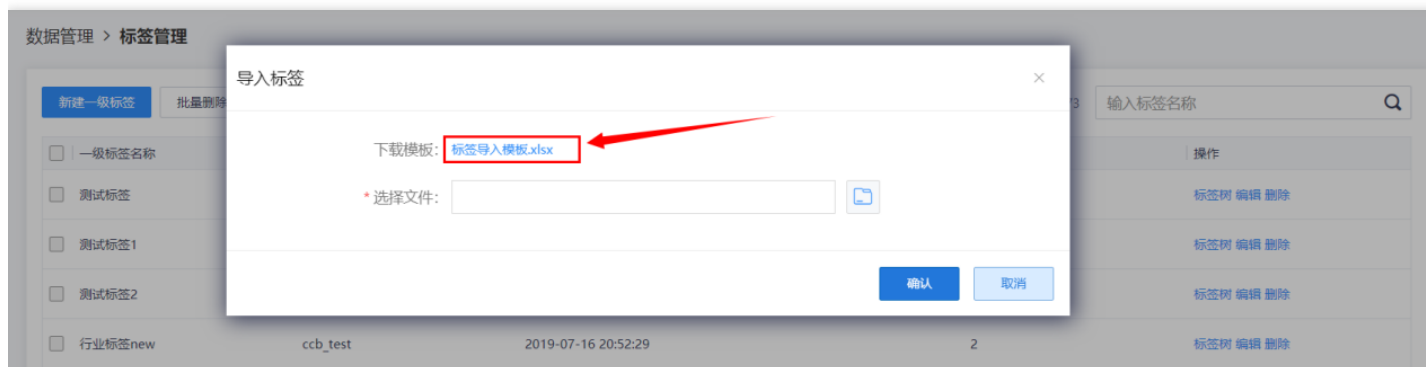 数据管理 > 标签管理
导入标签 ×
新建一级标签 批量删除 /3 输入标签名称
下载模板: 标签导入模板.xlsx
一级标签名称 操作
测试标签 标签树 编辑 删除
* 选择文件:
测试标签1 标签树 编辑 删除
确认 取消
测试标签2 标签树 编辑 删除
行业标签new ccb_test 2019-07-16 20:52:29 2 标签树 编辑 删除